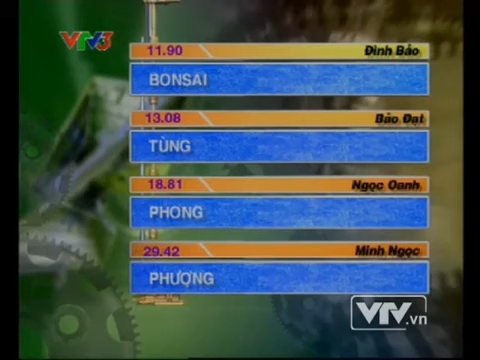 VTV3
11.90 Đình Bảo
BONSAI
13.08 Bảo Đạt
TÙNG
18.81 Ngọc Oanh
PHONG
29.42 Minh Ngọc
PHƯỢNG
VTV.vn